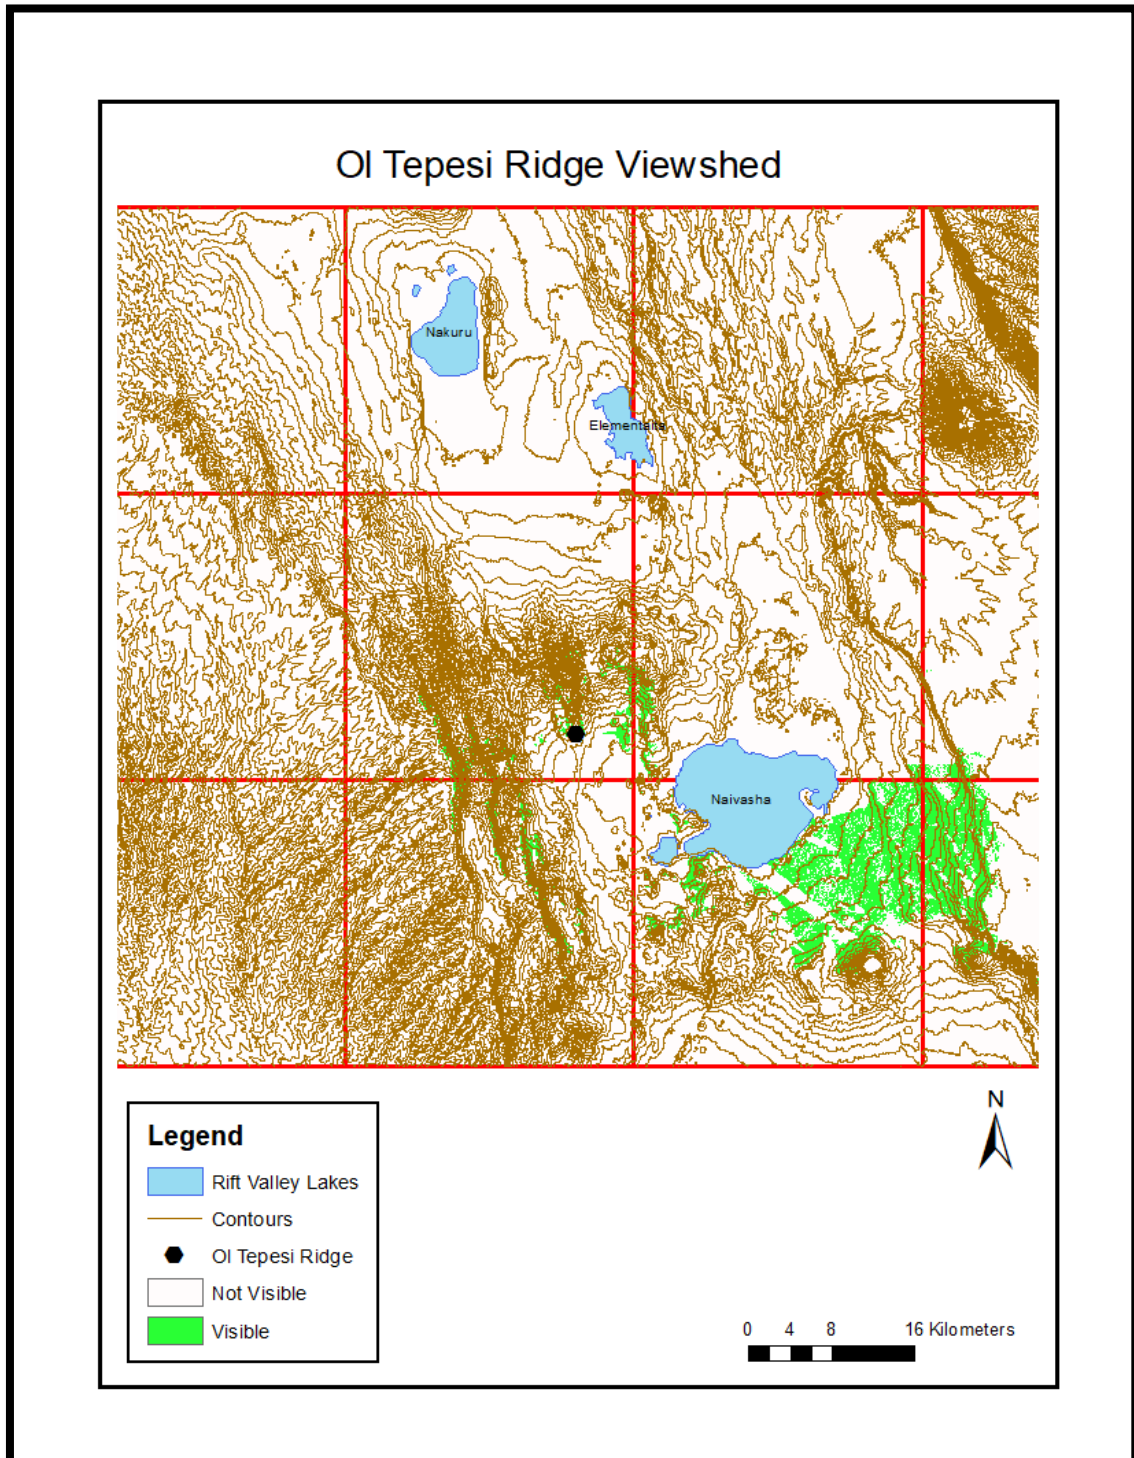 Ol Tepesi Ridge Viewshed
Nakuru
Elementaita
Naivasha
N
Legend
Rift Valley Lakes
Contours
Ol Tepesi Ridge
Not Visible
Visible
0 4 8 16 Kilometers